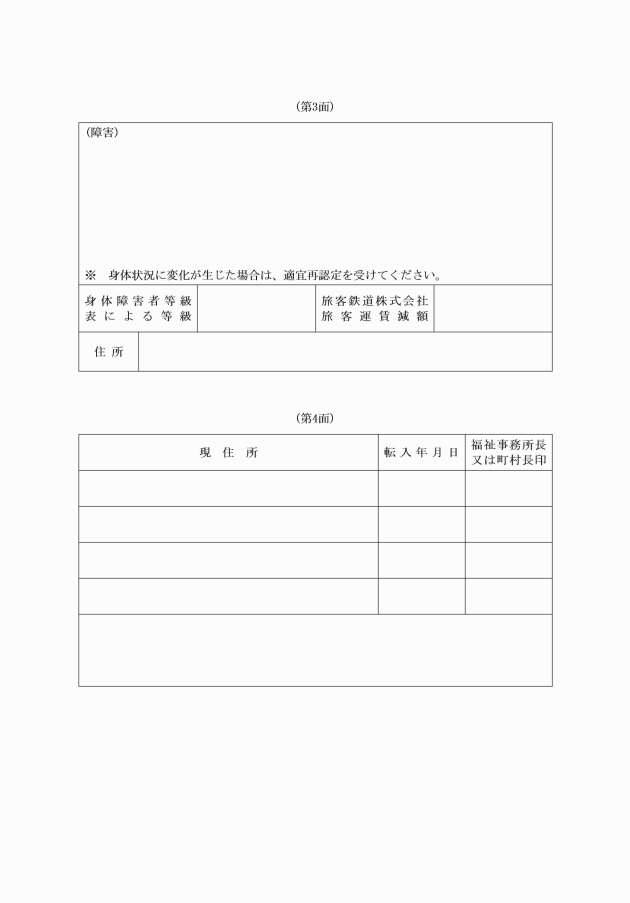 (第3面)
(障害)
※　身体状況に変化が生じた場合は、適宜再認定を受けてください。
身体障害者等級
表による等級
旅客鉄道株式会社
旅客運賃減額
住所
(第4面)
現住所
転入年月日
福祉事務所長
又は町村長印